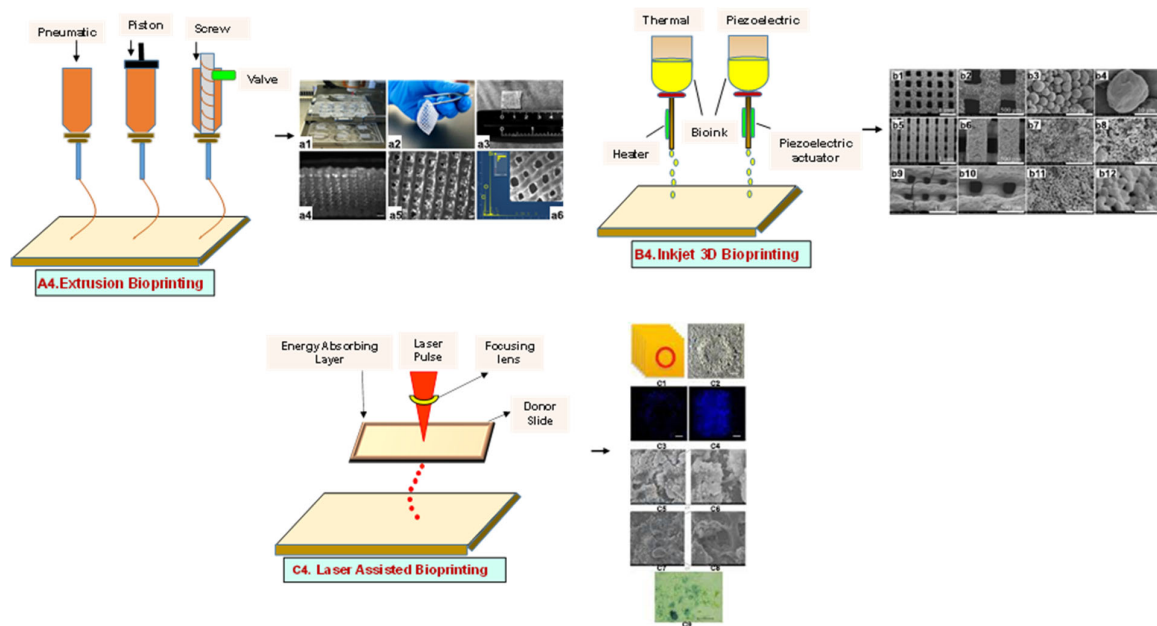 Pneumatic
Piston
Screw
Valve
a1
a2
a3
a4
a5
a6
A4.Extrusion Bioprinting
Thermal
Piezoelectric
Bioink
Heater
Piezoelectric
actuator
b1
b2
b3
b4
b5
b6
b7
b8
b9
b10
b11
b12
B4.Inkjet 3D Bioprinting
Energy Absorbing
Layer
Laser
Pulse
Focusing
lens
Donor
Slide
C4. Laser Assisted Bioprinting
C1
C2
C3
C4
C5
C6
C7
C8
C9